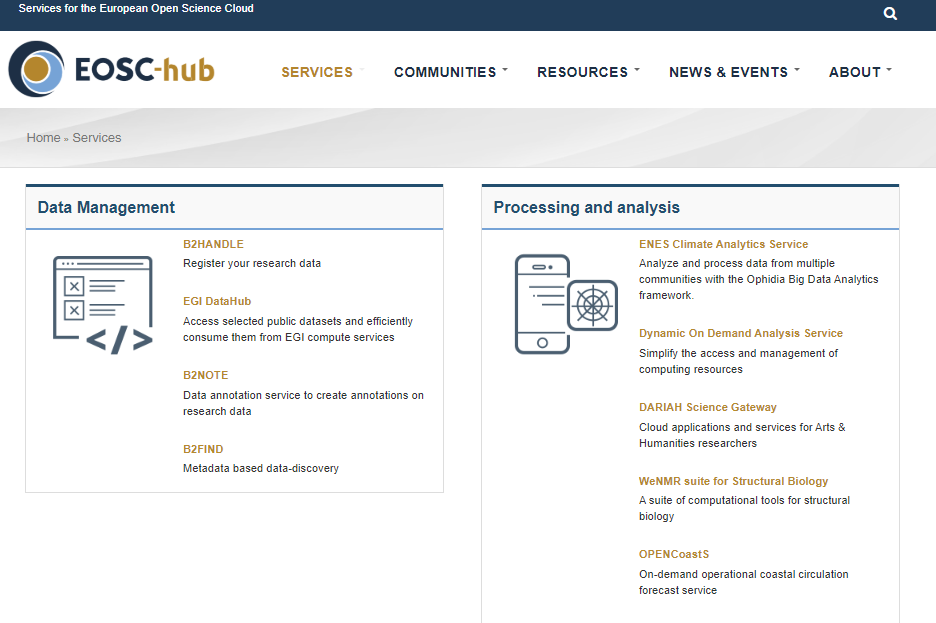 Services for the European Open Science Cloud
EOSC-hub
SERVICES
COMMUNITIES
RESOURCES
NEWS & EVENTS
ABOUT
Home » Services
Data Management
B2HANDLE
Register your research data
EGI DataHub
Access selected public datasets and efficiently
consume them from EGI compute services
B2NOTE
Data annotation service to create annotations on
research data
B2FIND
Metadata based data-discovery
Processing and analysis
ENES Climate Analytics Service
Analyze and process data from multiple
communities with the Ophidia Big Data Analytics
framework.
Dynamic On Demand Analysis Service
Simplify the access and management of
computing resources
DARIAH Science Gateway
Cloud applications and services for Arts &
Humanities researchers
WeNMR suite for Structural Biology
A suite of computational tools for structural
biology
OPENCoastS
On-demand operational coastal circulation
forecast service